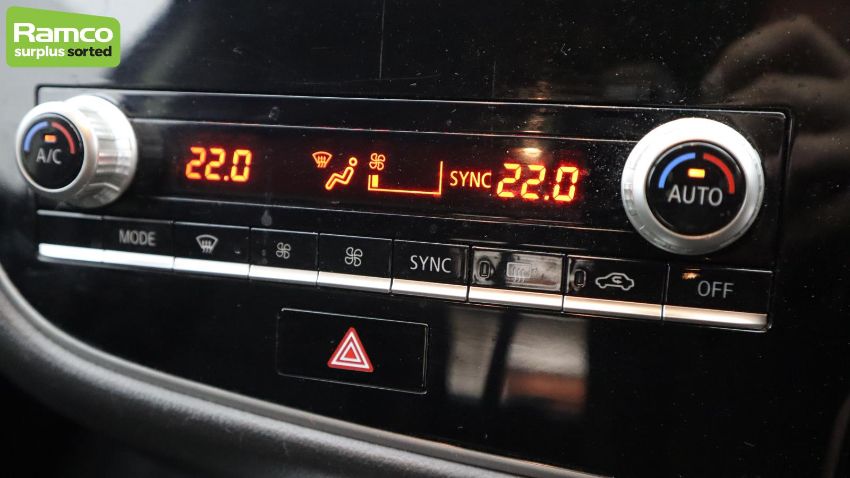 Ramco
surplus sorted
A/C
22.0
SYNC 22.0
AUTO
MODE
SYNC
OFF